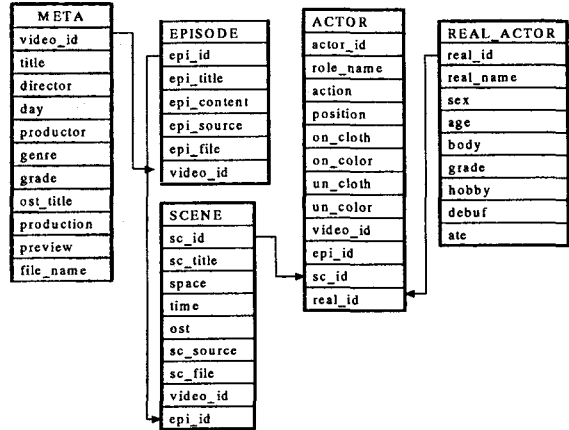 META
video_id
title
director
day
productor
genre
grade
ost_title
production
preview
file_name
EPISODE
epi_id
epi_title
epi_content
epi_source
epi_file
video_id
SCENE
sc_id
sc_title
space
time
ost
sc_source
sc_file
video_id
epi_id
ACTOR
actor_id
role_name
action
position
on_cloth
on_color
un_cloth
un_color
video_id
epi_id
sc_id
real_id
REAL_ACTOR
real_id
real_name
sex
age
body
grade
hobby
debuf
ate